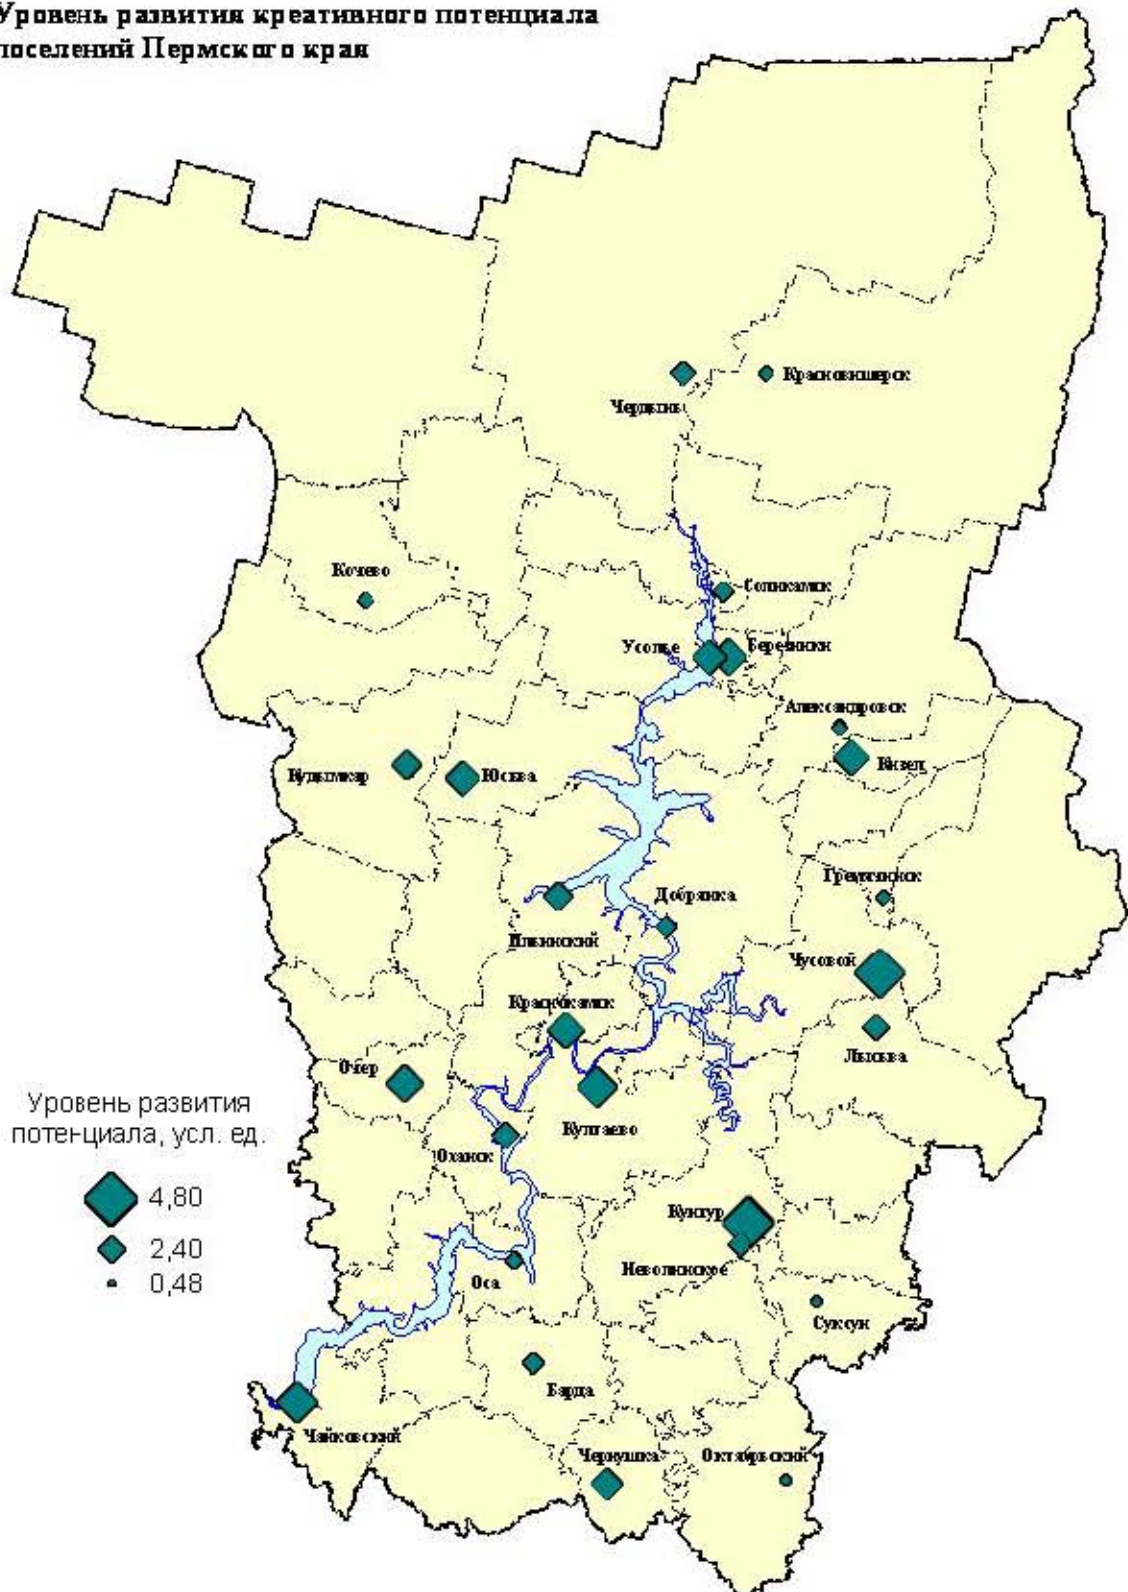 Уровень развития креативного потенциала
поселений Пермского края
Красновишерск
Чердынь
Кочево
Соликамск
Усолье
Березники
Александровск
Кизел
Кудымкар
Юсьва
Гремячинск
Добрянка
Ильинский
Чусовой
Краснокамск
Лысьва
Очер
Култаево
Оханск
Уровень развития
потенциала, усл. ед.
4,80
2,40
0,48
Кунгур
Неволинское
Оса
Суксун
Барда
Чайковский
Чернушка
Октябрьский